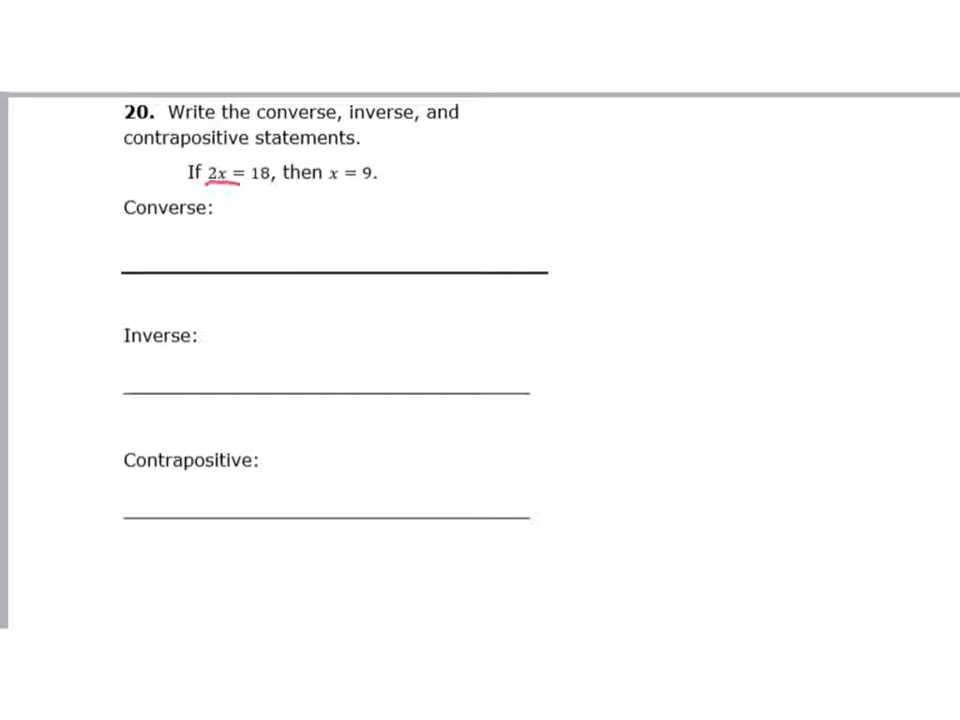 20. Write the converse, inverse, and
contrapositive statements.
If 2x = 18, then x = 9.
Converse:
Inverse:
Contrapositive: